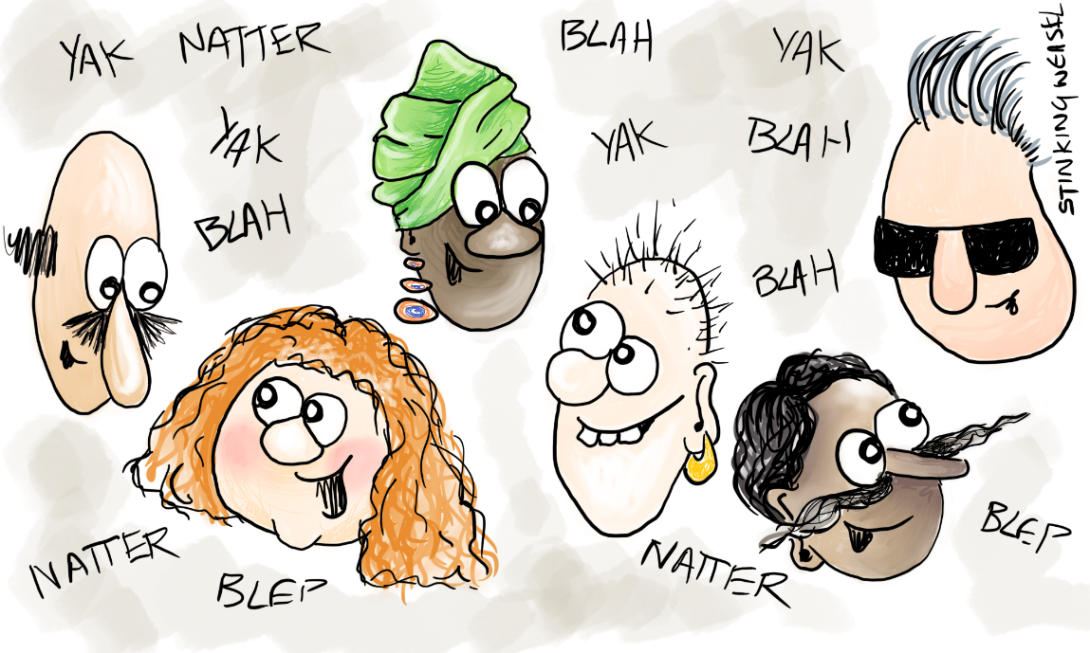 YAK NATTER
YAK
BLAH
BLAH
YAK
YAK
BLAH
BLAH
STINKING WEASEL
NATTER
BLEP
NATTER
BLEP